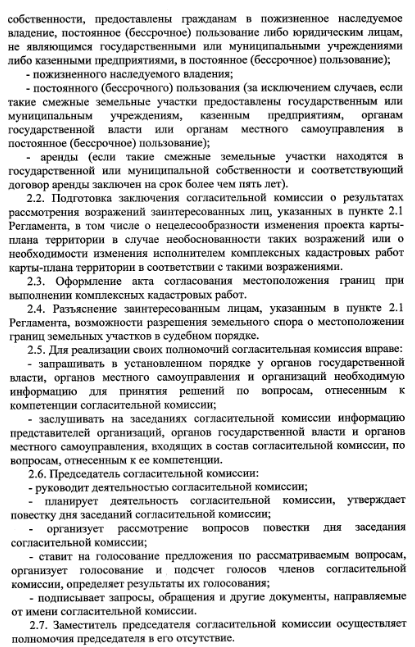 собственности, предоставлены гражданам в пожизненное наследуемое
владение, постоянное (бессрочное) пользование либо юридическим лицам,
не являющимся государственными или муниципальными учреждениями
либо казенными предприятиями, в постоянное (бессрочное) пользование);
- пожизненного наследуемого владения;
- постоянного (бессрочного) пользования (за исключением случаев, если
такие смежные земельные участки предоставлены государственным или
муниципальным учреждениям, казенным предприятиям, органам
государственной власти или органам местного самоуправления в
постоянное (бессрочное) пользование);
- аренды (если такие смежные земельные участки находятся в
государственной или муниципальной собственности и соответствующий
договор аренды заключен на срок более чем пять лет).
2.2. Подготовка заключения согласительной комиссии о результатах
рассмотрения возражений заинтересованных лиц, указанных в пункте 2.1
Регламента, в том числе о нецелесообразности изменения проекта карты-
плана территории в случае необоснованности таких возражений или о
необходимости изменения исполнителем комплексных кадастровых работ
карты-плана территории в соответствии с такими возражениями.
2.3. Оформление акта согласования местоположения границ при
выполнении комплексных кадастровых работ.
2.4. Разъяснение заинтересованным лицам, указанным в пункте 2.1
Регламента, возможности разрешения земельного спора о местоположении
границ земельных участков в судебном порядке.
2.5. Для реализации своих полномочий согласительная комиссия вправе:
- запрашивать в установленном порядке у органов государственной
власти, органов местного самоуправления и организаций необходимую
информацию для принятия решений по вопросам, отнесенным к
компетенции согласительной комиссии;
- заслушивать на заседаниях согласительной комиссии информацию
представителей организаций, органов государственной власти и органов
местного самоуправления, входящих в состав согласительной комиссии, по
вопросам, отнесенным к ее компетенции.
2.6. Председатель согласительной комиссии:
- руководит деятельностью согласительной комиссии;
- планирует деятельность согласительной комиссии, утверждает
повестку дня заседаний согласительной комиссии;
- организует рассмотрение вопросов повестки дня заседания
согласительной комиссии;
- ставит на голосование предложения по рассматриваемым вопросам,
организует голосование и подсчет голосов членов согласительной
комиссии, определяет результаты их голосования;
- подписывает запросы, обращения и другие документы, направляемые
от имени согласительной комиссии.
2.7. Заместитель председателя согласительной комиссии осуществляет
полномочия председателя в его отсутствие.